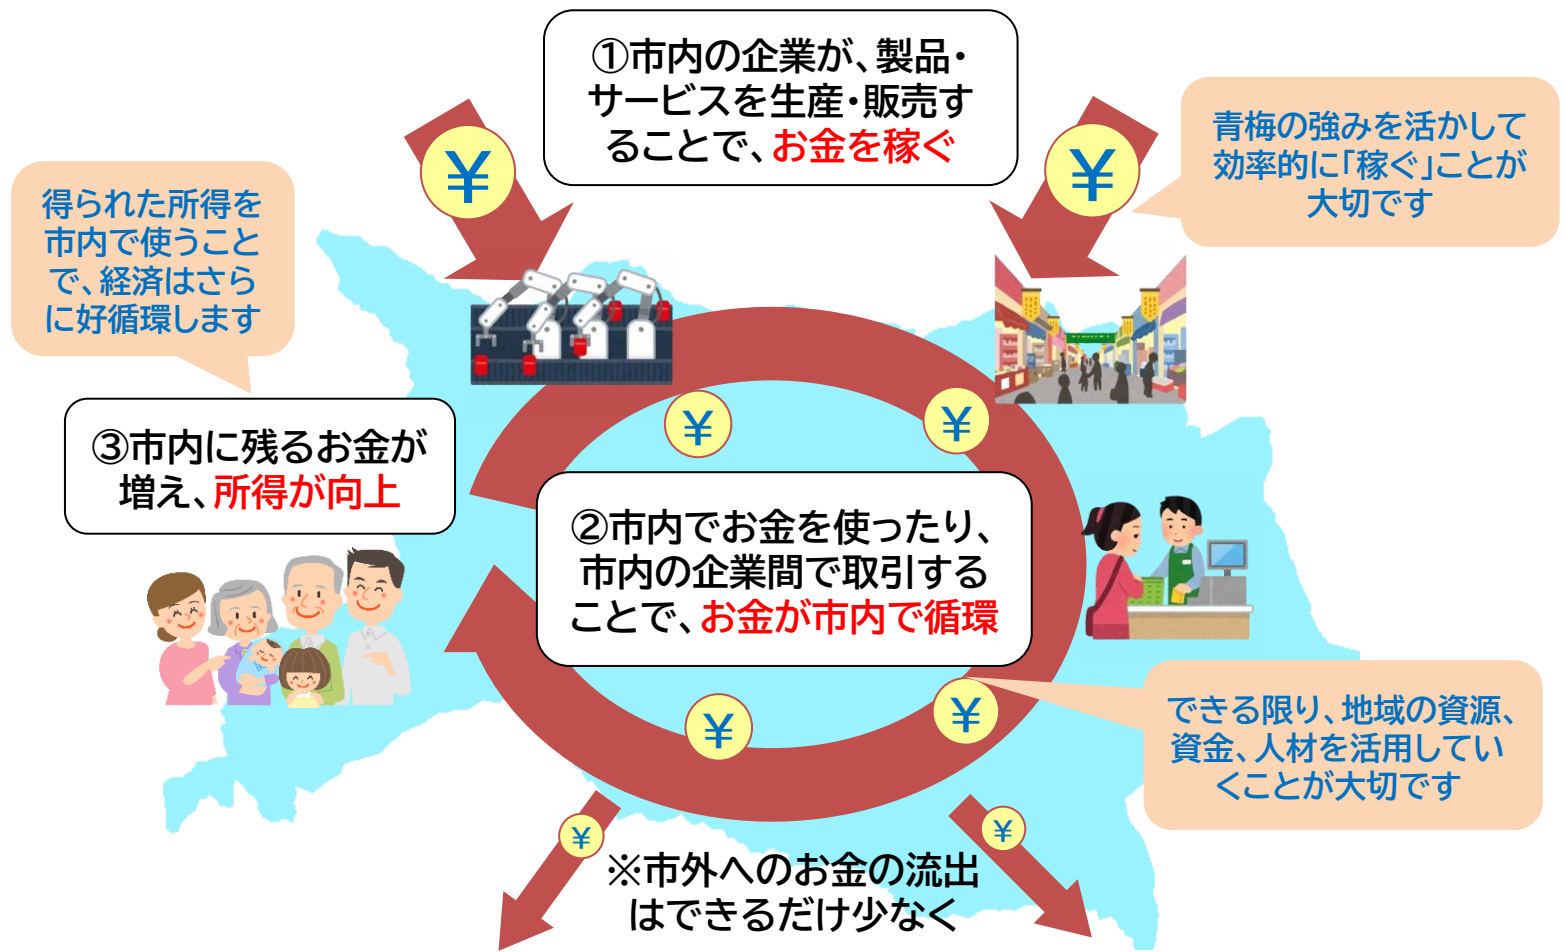 ①市内の企業が、製品・
サービスを生産・販売す
ることで、お金を稼ぐ
¥
¥
青梅の強みを活かして
効率的に「稼ぐ」ことが
大切です
得られた所得を
市内で使うこと
で、経済はさら
に好循環します
③市内に残るお金が
増え、所得が向上
¥
¥
②市内でお金を使ったり、
市内の企業間で取引する
ことで、お金が市内で循環
¥
¥
できる限り、地域の資源、
資金、人材を活用してい
くことが大切です
¥
¥
※市外へのお金の流出
はできるだけ少なく